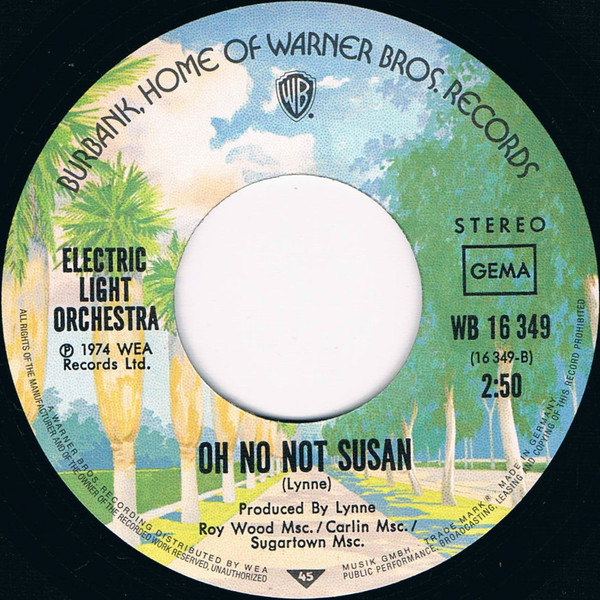 BURBANK, HOME OF WARNER BROS. RECORDS
WB
ELECTRIC
LIGHT
ORCHESTRA
℗ 1974 WEA
Records Ltd.
STEREO
GEMA
WB 16 349
(16 349-B)
2:50
OH NO NOT SUSAN
(Lynne)
Produced By Lynne
Roy Wood Msc./Carlin Msc./
Sugartown Msc.
ALL RIGHTS OF THE MANUFACTURER AND OF THE OWNER OF THE RECORDED WORK RESERVED, UNAUTHORIZED
A WARNER BROS. RECORDING DISTRIBUTED BY WEA
45
MUSIK GMBH. TRADE MARK® MADE IN GERMANY
PUBLIC PERFORMANCE, BROADCASTING, LEASING AND COPYING OF THIS RECORD PROHIBITED